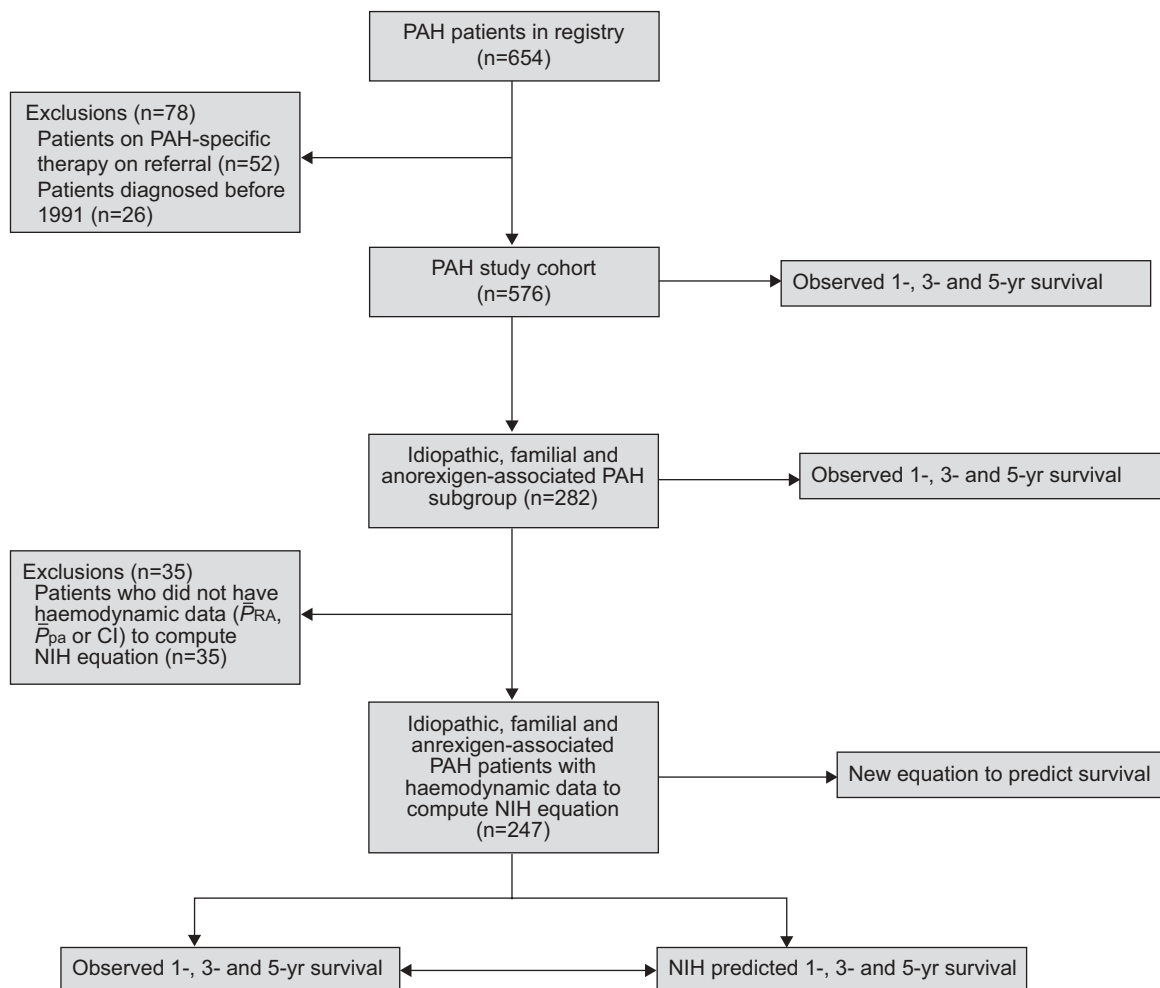 PAH patients in registry
(n=654)
Exclusions (n=78)
Patients on PAH-specific
therapy on referral (n=52)
Patients diagnosed before
1991 (n=26)
PAH study cohort
(n=576)
Observed 1-, 3- and 5-yr survival
Idiopathic, familial and
anorexigen-associated PAH
subgroup (n=282)
Observed 1-, 3- and 5-yr survival
Exclusions (n=35)
Patients who did not have
haemodynamic data (P̄RA,
P̄pa or CI) to compute
NIH equation (n=35)
Idiopathic, familial and
anrexigen-associated
PAH patients with
haemodynamic data to
compute NIH equation
(n=247)
New equation to predict survival
Observed 1-, 3- and 5-yr survival
NIH predicted 1-, 3- and 5-yr survival